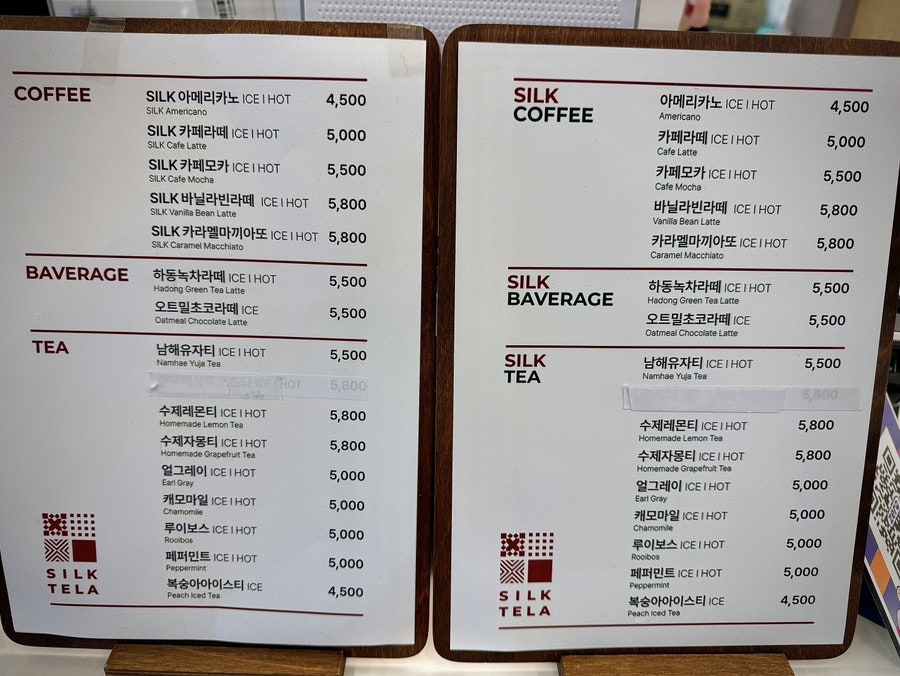 COFFEE
SILK 아메리카노 ICE I HOT 4,500
SILK Americano
SILK 카페라떼 ICE I HOT 5,000
SILK Cafe Latte
SILK 카페모카 ICE I HOT 5,500
SILK Cafe Mocha
SILK 바닐라빈라떼 ICE I HOT 5,800
SILK Vanilla Bean Latte
SILK 카라멜마끼아또 ICE I HOT 5,800
SILK Caramel Macchiato
BAVERAGE
하동녹차라떼 ICE I HOT 5,500
Hadong Green Tea Latte
오트밀초코라떼 ICE 5,500
Oatmeal Chocolate Latte
TEA
남해유자티 ICE I HOT 5,500
Namhae Yuja Tea
ICE I HOT 5,800
수제레몬티 ICE I HOT 5,800
Homemade Lemon Tea
수제자몽티 ICE I HOT 5,800
Homemade Grapefruit Tea
얼그레이 ICE I HOT 5,000
Earl Gray
캐모마일 ICE I HOT 5,000
Chamomile
루이보스 ICE I HOT 5,000
Rooibos
페퍼민트 ICE I HOT 5,000
Peppermint
복숭아아이스티 ICE 4,500
Peach Iced Tea
SILK
TELA
SILK
COFFEE
아메리카노 ICE I HOT 4,500
Americano
카페라떼 ICE I HOT 5,000
Cafe Latte
카페모카 ICE I HOT 5,500
Cafe Mocha
바닐라빈라떼 ICE I HOT 5,800
Vanilla Bean Latte
카라멜마끼아또 ICE I HOT 5,800
Caramel Macchiato
SILK
BAVERAGE
하동녹차라떼 ICE I HOT 5,500
Hadong Green Tea Latte
오트밀초코라떼 ICE 5,500
Oatmeal Chocolate Latte
SILK
TEA
남해유자티 ICE I HOT 5,500
Namhae Yuja Tea
5,800
수제레몬티 ICE I HOT 5,800
Homemade Lemon Tea
수제자몽티 ICE I HOT 5,800
Homemade Grapefruit Tea
얼그레이 ICE I HOT 5,000
Earl Gray
캐모마일 ICE I HOT 5,000
Chamomile
루이보스 ICE I HOT 5,000
Rooibos
페퍼민트 ICE I HOT 5,000
Peppermint
복숭아아이스티 ICE 4,500
Peach Iced Tea
SILK
TELA